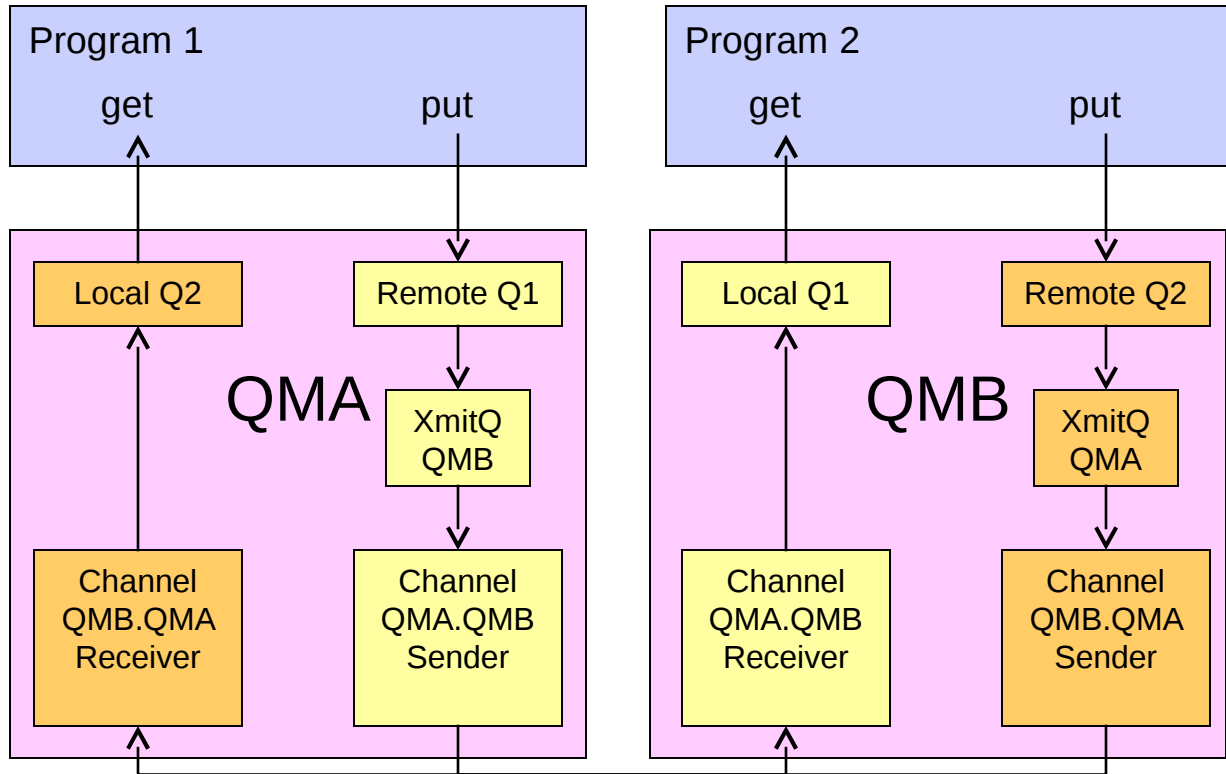 Program 1
get
put
Program 2
get
put
Local Q2
Remote Q1
QMA
XmitQ
QMB
Channel
QMB.QMA
Receiver
Channel
QMA.QMB
Sender
Local Q1
Remote Q2
QMB
XmitQ
QMA
Channel
QMA.QMB
Receiver
Channel
QMB.QMA
Sender